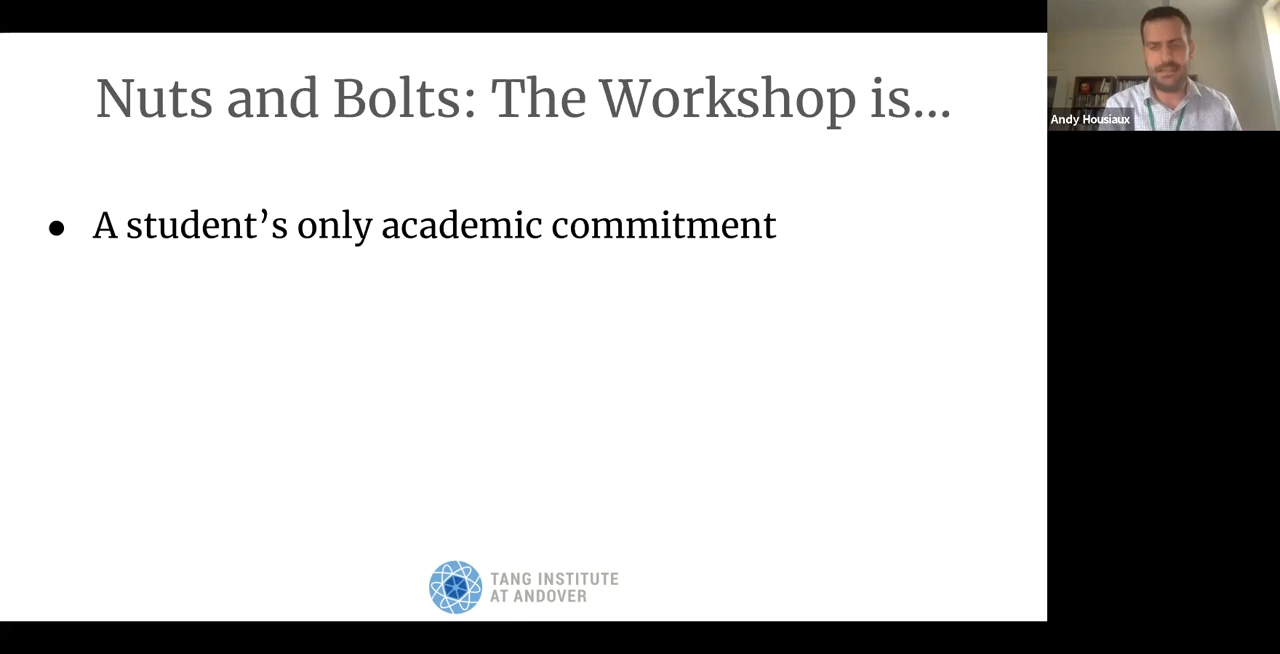 Nuts and Bolts: The Workshop is...
● A student’s only academic commitment
TANG INSTITUTE
AT ANDOVER
Andy Housiaux